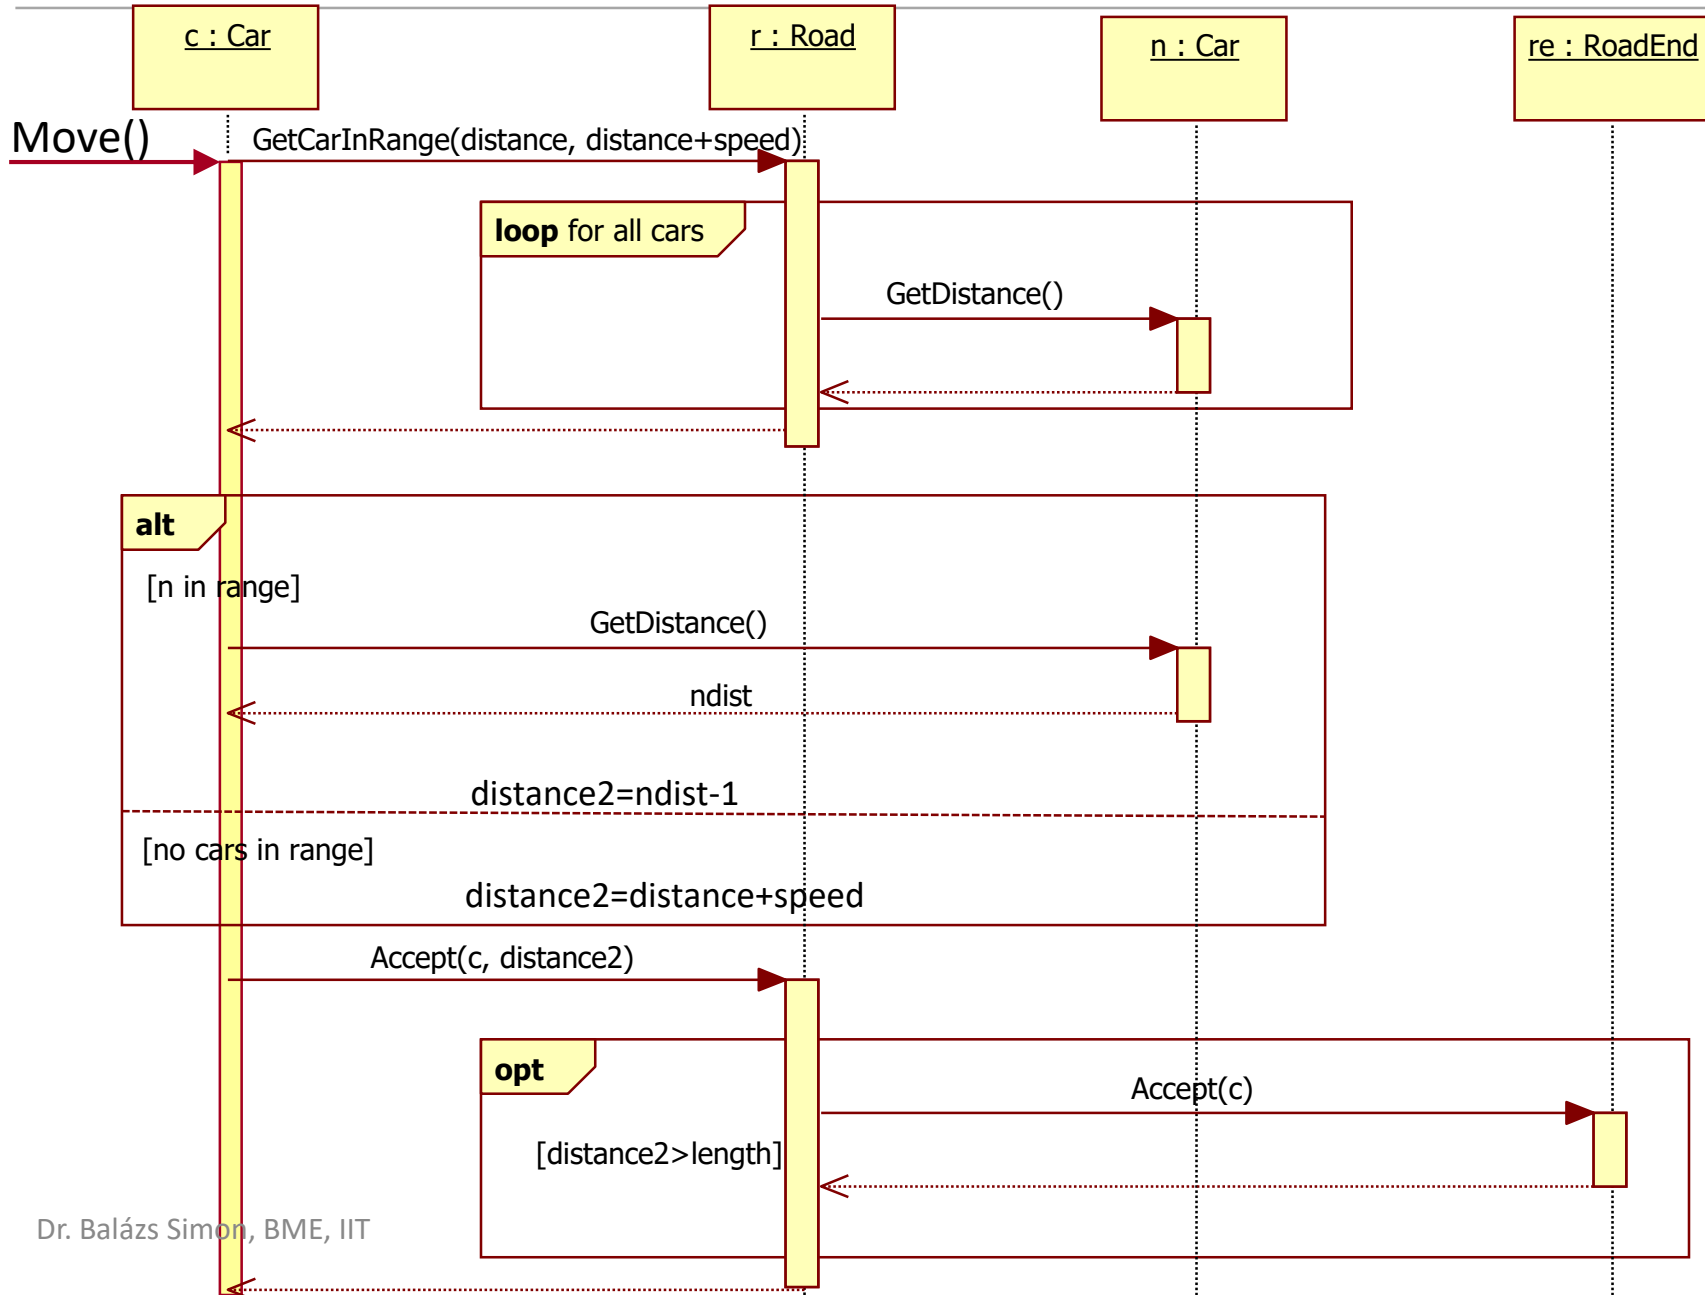 c : Car
r : Road
n : Car
re : RoadEnd
Move()
GetCarInRange(distance, distance+speed)
loop for all cars
GetDistance()
alt
[n in range]
GetDistance()
ndist
distance2=ndist-1
[no cars in range]
distance2=distance+speed
Accept(c, distance2)
opt
Accept(c)
[distance2>length]
Dr. Balázs Simon, BME, IIT